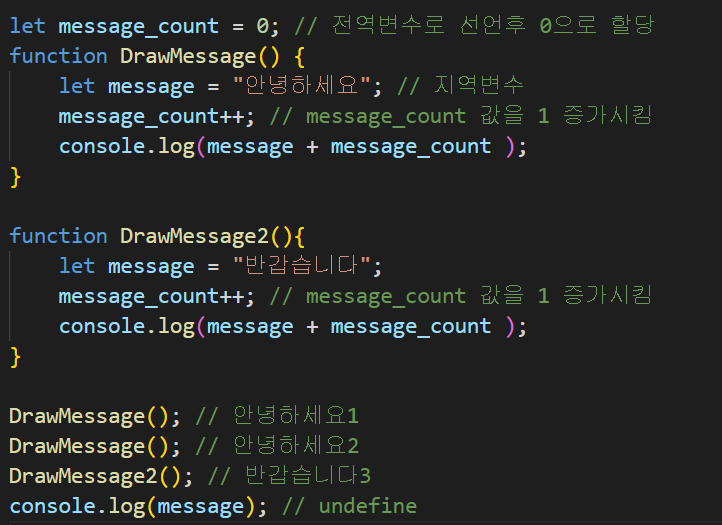 let message_count = 0; // 전역변수로 선언후 0으로 할당
function DrawMessage() {
    let message = "안녕하세요"; // 지역변수
    message_count++; // message_count 값을 1 증가시킴
    console.log(message + message_count );
}

function DrawMessage2(){
    let message = "반갑습니다";
    message_count++; // message_count 값을 1 증가시킴
    console.log(message + message_count );
}

DrawMessage(); // 안녕하세요1
DrawMessage(); // 안녕하세요2
DrawMessage2(); // 반갑습니다3
console.log(message); // undefine